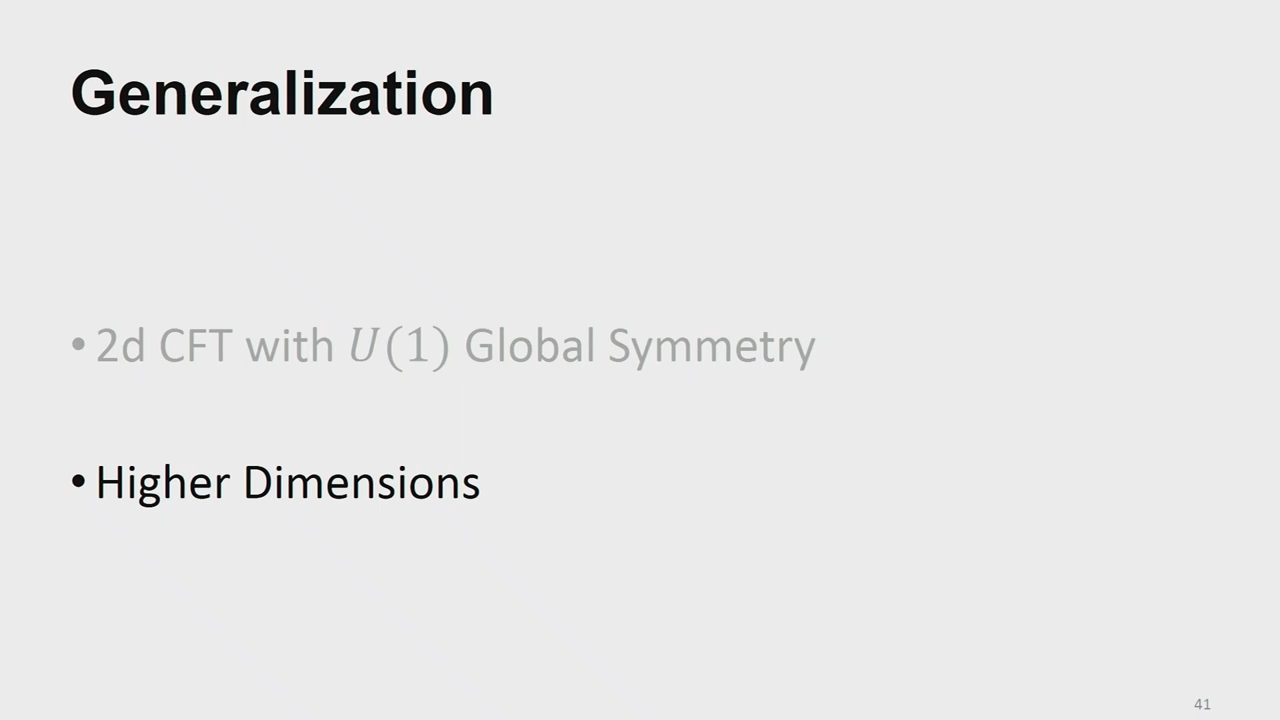 Generalization
• 2d CFT with U(1) Global Symmetry
• Higher Dimensions
41